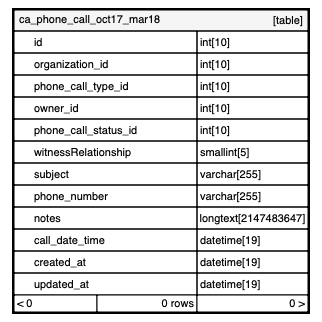 ca_phone_call_oct17_mar18 [table]
id int[10]
organization_id int[10]
phone_call_type_id int[10]
owner_id int[10]
phone_call_status_id int[10]
witnessRelationship smallint[5]
subject varchar[255]
phone_number varchar[255]
notes longtext[2147483647]
call_date_time datetime[19]
created_at datetime[19]
updated_at datetime[19]
< 0 0 rows 0 >